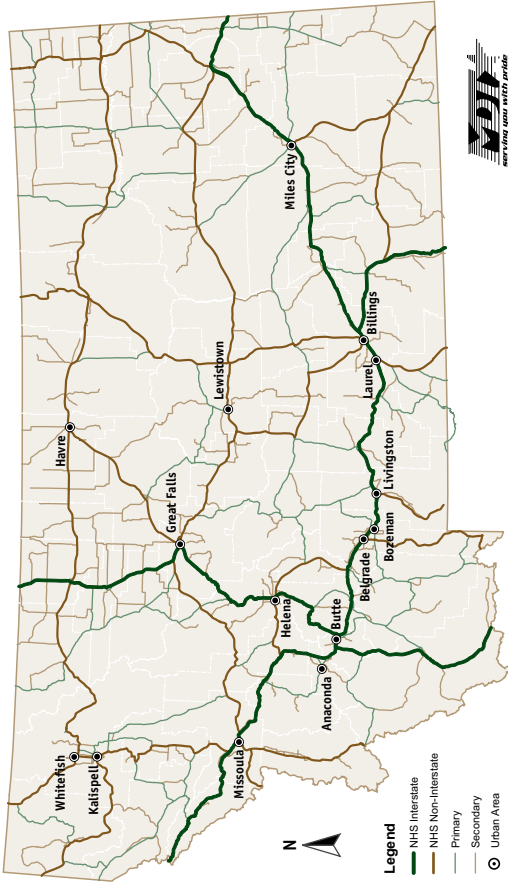 Whitefish
Kalispell
Missoula
Havre
Great Falls
Lewistown
Helena
Butte
Anaconda
Belgrade
Bozeman
Livingston
Laurel
Billings
Miles City
N
Legend
NHS Interstate
NHS Non-Interstate
Primary
Secondary
Urban Area
MDT
serving you with pride